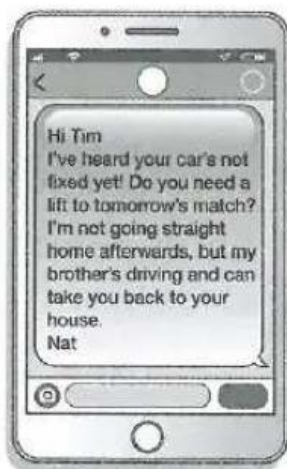 Hi Tim
I've heard your car's not
fixed yet! Do you need a
lift to tomorrow's match?
I'm not going straight
home afterwards, but my
brother's driving and can
take you back to your
house.
Nat